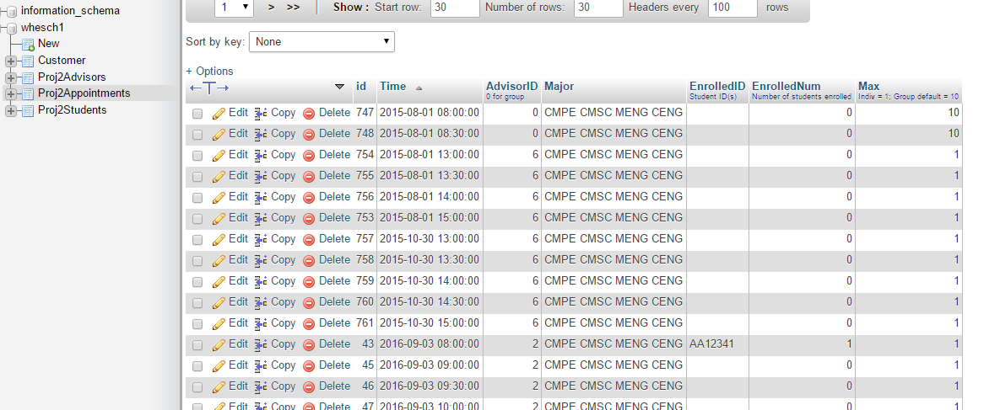 information_schema
whesch1
New
Customer
Proj2Advisors
Proj2Appointments
Proj2Students
1 > >> Show : Start row: 30 Number of rows: 30 Headers every 100 rows
Sort by key: None
+ Options
id Time AdvisorID Major EnrolledID EnrolledNum Max
0 for group Student ID(s) Number of students enrolled Indiv = 1; Group default = 10
Edit Copy Delete 747 2015-08-01 08:00:00 0 CMPE CMSC MENG CENG 0 10
Edit Copy Delete 748 2015-08-01 08:30:00 0 CMPE CMSC MENG CENG 0 10
Edit Copy Delete 754 2015-08-01 13:00:00 6 CMPE CMSC MENG CENG 0 1
Edit Copy Delete 755 2015-08-01 13:30:00 6 CMPE CMSC MENG CENG 0 1
Edit Copy Delete 756 2015-08-01 14:00:00 6 CMPE CMSC MENG CENG 0 1
Edit Copy Delete 753 2015-08-01 15:00:00 6 CMPE CMSC MENG CENG 0 1
Edit Copy Delete 757 2015-10-30 13:00:00 6 CMPE CMSC MENG CENG 0 1
Edit Copy Delete 758 2015-10-30 13:30:00 6 CMPE CMSC MENG CENG 0 1
Edit Copy Delete 759 2015-10-30 14:00:00 6 CMPE CMSC MENG CENG 0 1
Edit Copy Delete 760 2015-10-30 14:30:00 6 CMPE CMSC MENG CENG 0 1
Edit Copy Delete 761 2015-10-30 15:00:00 6 CMPE CMSC MENG CENG 0 1
Edit Copy Delete 43 2016-09-03 08:00:00 2 CMPE CMSC MENG CENG AA12341 1 1
Edit Copy Delete 45 2016-09-03 09:00:00 2 CMPE CMSC MENG CENG 0 1
Edit Copy Delete 46 2016-09-03 09:30:00 2 CMPE CMSC MENG CENG 0 1
Edit Copy Delete 47 2016-09-03 10:00:00 2 CMPE CMSC MENG CENG 0 1